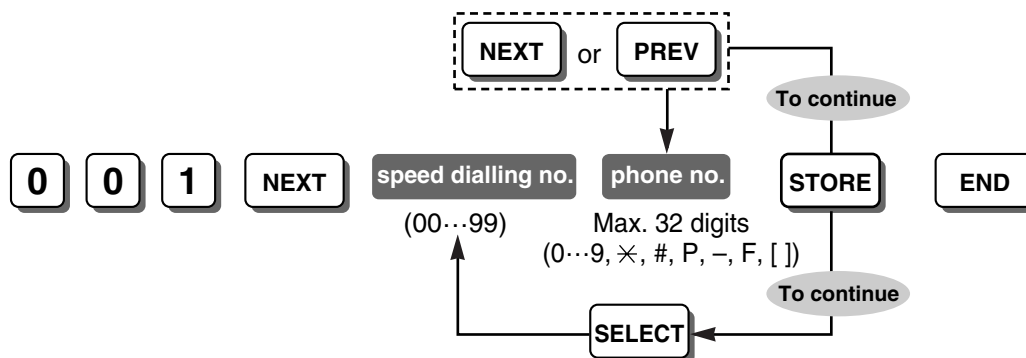 NEXT or PREV
To continue
0 0 1 NEXT speed dialling no. phone no. STORE END
(00···99) Max. 32 digits
(0···9, ✳, #, P, –, F, [ ])
To continue
SELECT